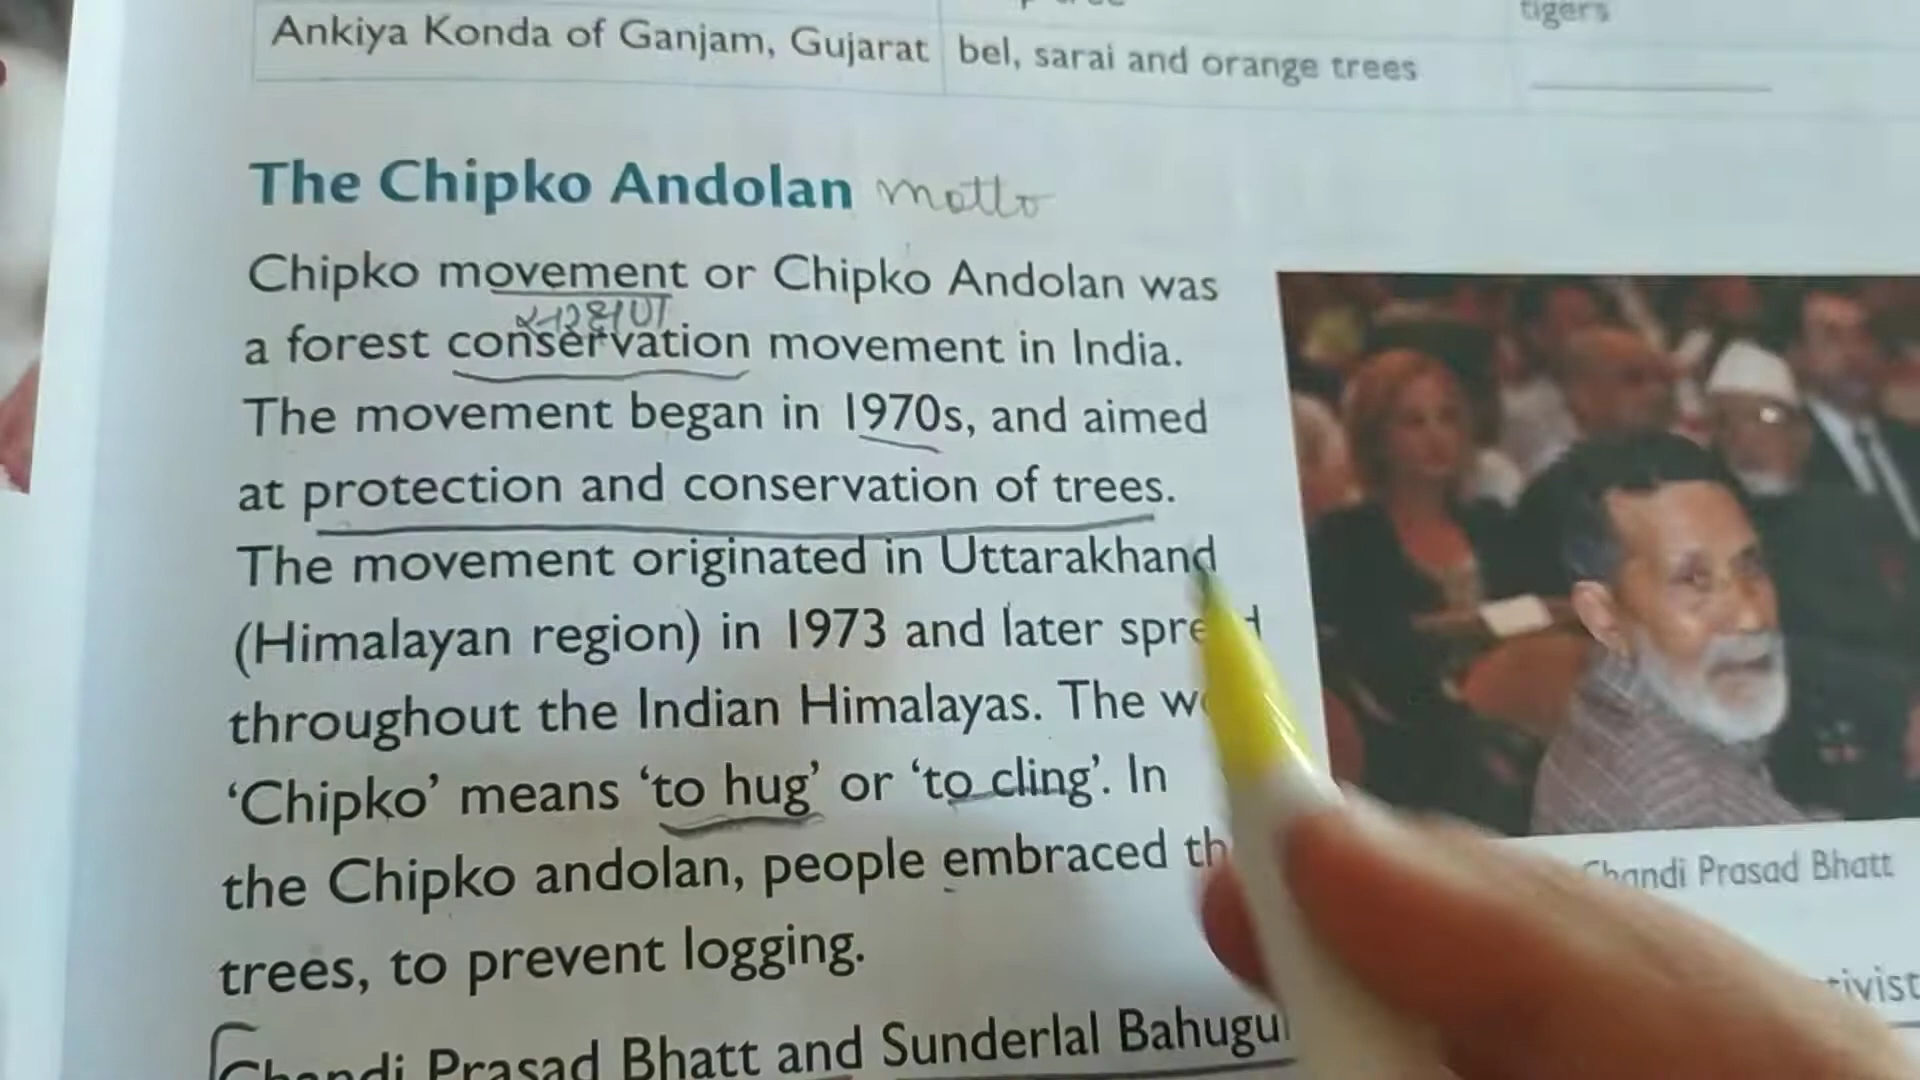 tigers
Ankiya Konda of Ganjam, Gujarat bel, sarai and orange trees
The Chipko Andolan motto
Chipko movement or Chipko Andolan was
संरक्षण
a forest conservation movement in India.
The movement began in 1970s, and aimed
at protection and conservation of trees.
The movement originated in Uttarakhand
(Himalayan region) in 1973 and later
throughout the Indian Himalayas. The
‘Chipko’ means ‘to hug’ or ‘to cling’. In
the Chipko andolan, people embraced
trees, to prevent logging.
Chandi Prasad Bhatt
Chandi Prasad Bhatt and Sunderlal